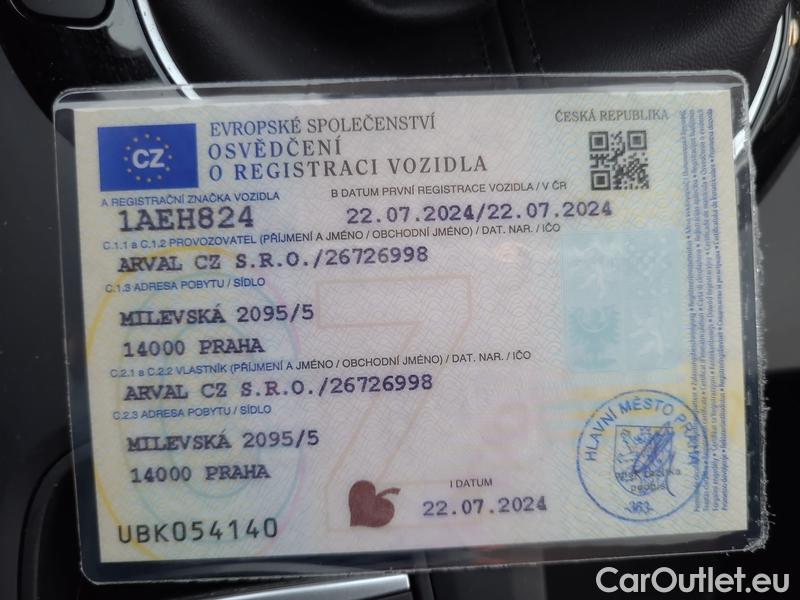 EVROPSKÉ SPOLEČENSTVÍ
ČESKÁ REPUBLIKA
CZ
OSVĚDČENÍ
O REGISTRACI VOZIDLA
A REGISTRAČNÍ ZNAČKA VOZIDLA
B DATUM PRVNÍ REGISTRACE VOZIDLA / V ČR
1AEH824
22.07.2024/22.07.2024
C.1.1 a C.1.2 PROVOZOVATEL (PŘÍJMENÍ A JMÉNO / OBCHODNÍ JMÉNO) / DAT. NAR. / IČO
ARVAL CZ S.R.O./26726998
C.1.3 ADRESA POBYTU / SÍDLO
MILEVSKÁ 2095/5
14000 PRAHA
C.2.1 a C.2.2 VLASTNÍK (PŘÍJMENÍ A JMÉNO / OBCHODNÍ JMÉNO) / DAT. NAR. / IČO
ARVAL CZ S.R.O./26726998
C.2.3 ADRESA POBYTU / SÍDLO
MILEVSKÁ 2095/5
14000 PRAHA
HLAVNÍ MĚSTO
-363-
I DATUM
22.07.2024
UBK054140
CarOutlet.eu